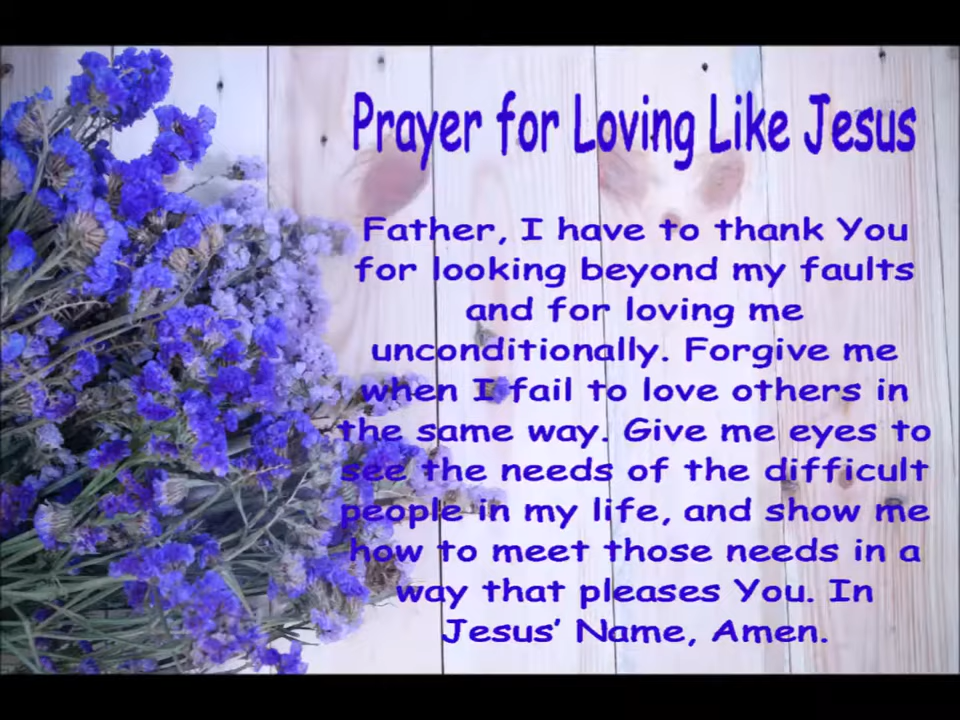 Prayer for Loving Like Jesus
Father, I have to thank You
for looking beyond my faults
and for loving me
unconditionally. Forgive me
when I fail to love others in
the same way. Give me eyes to
see the needs of the difficult
people in my life, and show me
how to meet those needs in a
way that pleases You. In
Jesus’ Name, Amen.